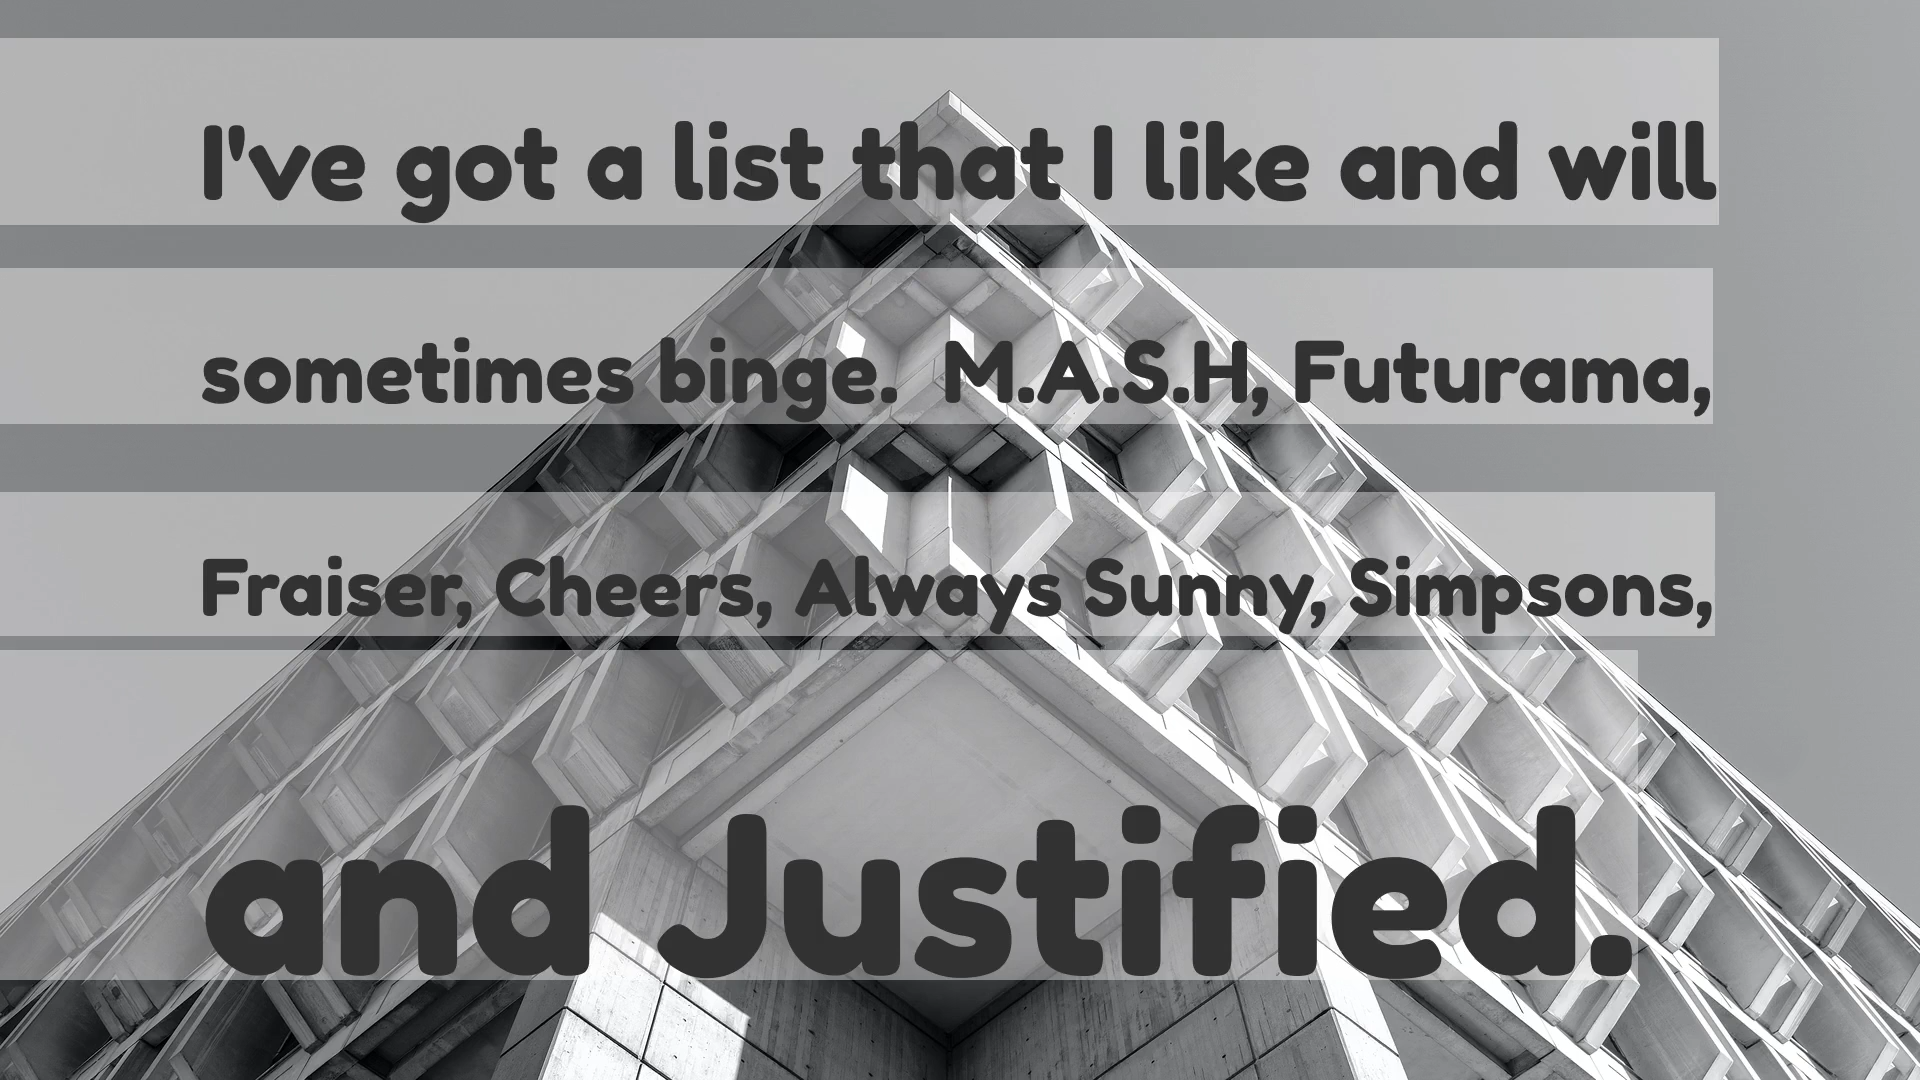 I've got a list that I like and will
sometimes binge.  M.A.S.H, Futurama,
Fraiser, Cheers, Always Sunny, Simpsons,
and Justified.